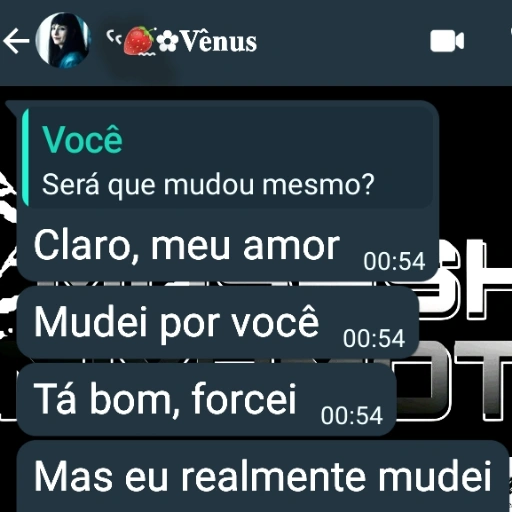 ૮🍓✿Vênus
Você
Será que mudou mesmo?
Claro, meu amor
00:54
Mudei por você
00:54
Tá bom, forcei
00:54
Mas eu realmente mudei